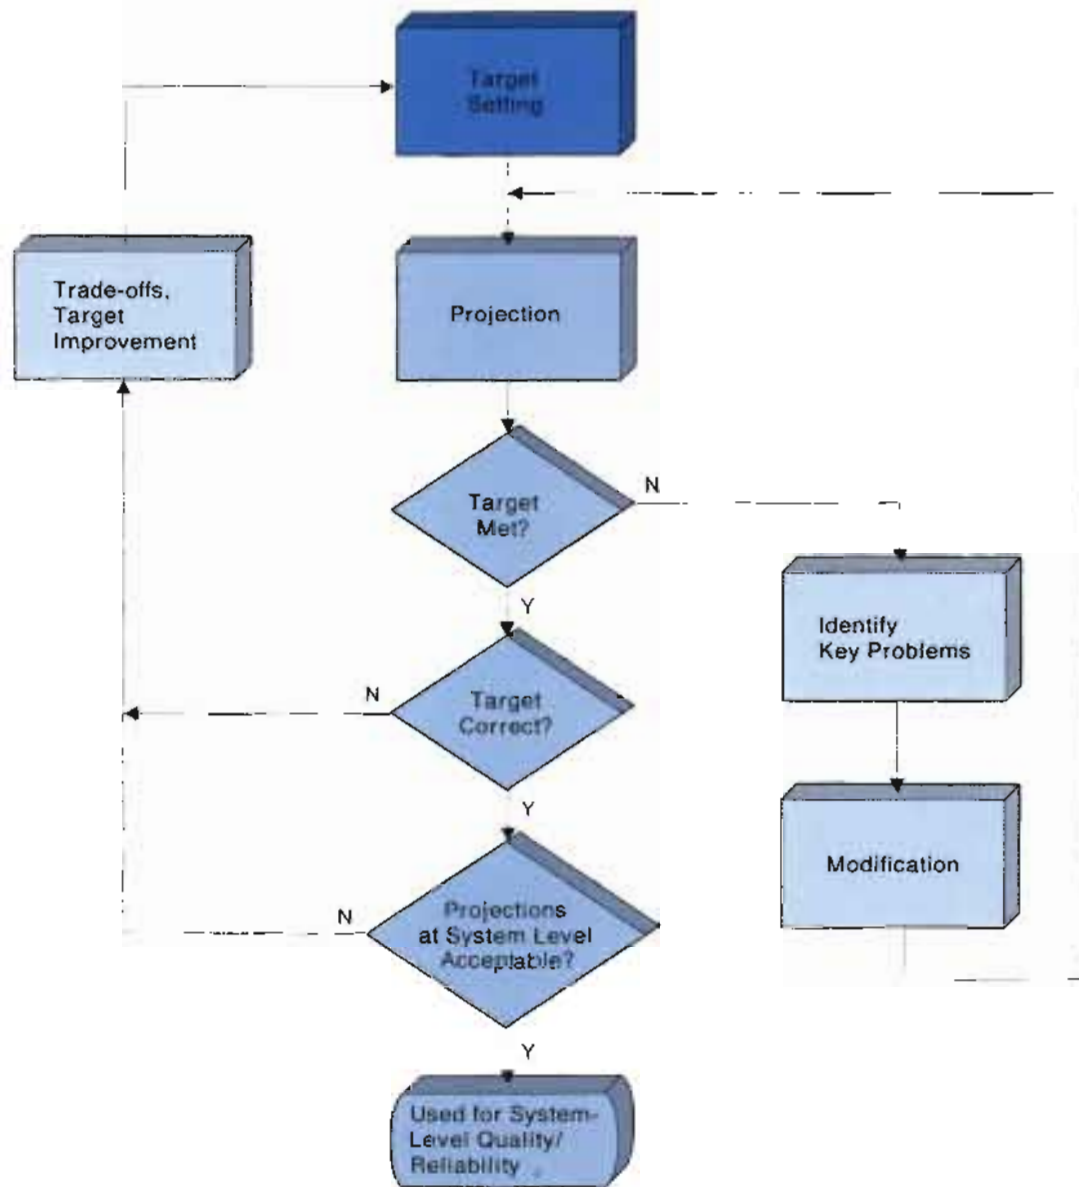 Target
Setting
Trade-offs,
Target
Improvement
Projection
Target
Met?
N
Y
Identify
Key Problems
N
Target
Correct?
Y
Modification
N
Projections
at System Level
Acceptable?
Y
Used for System-
Level Quality/
Reliability